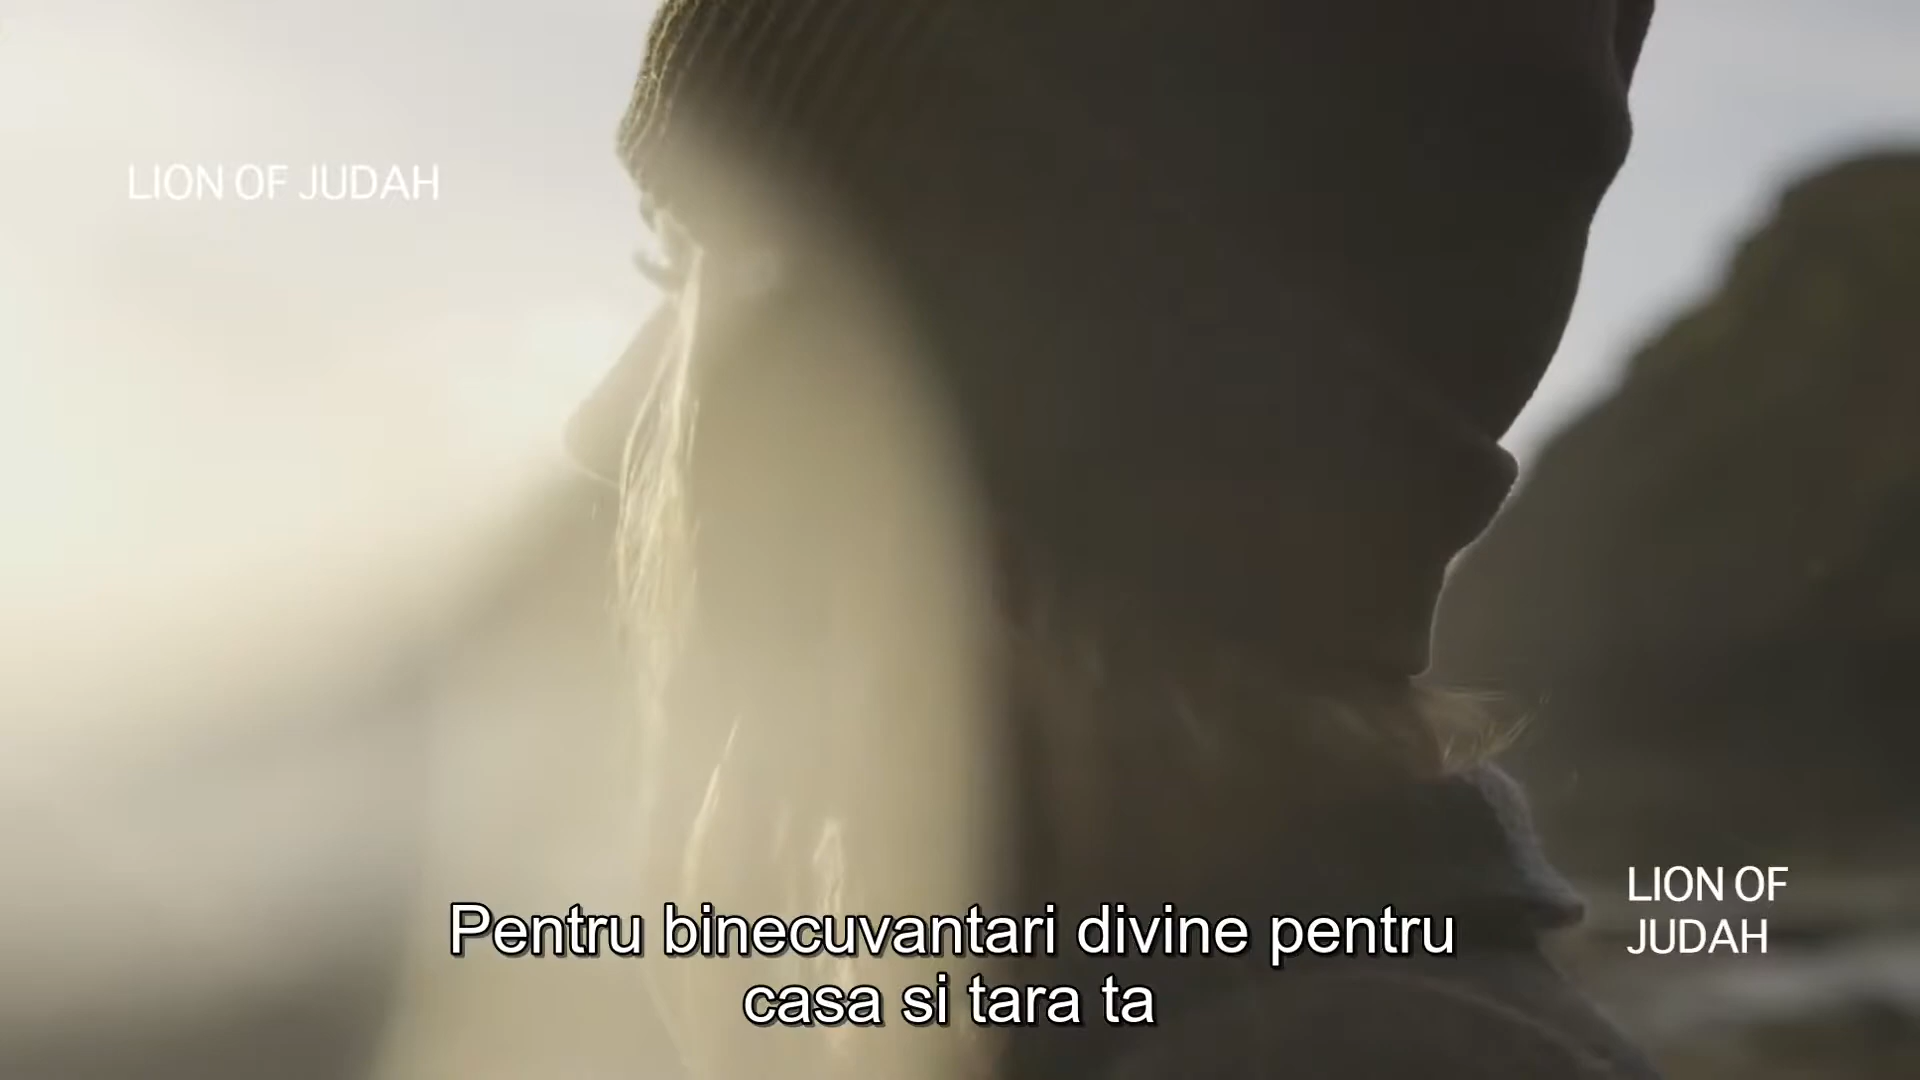 LION OF JUDAH
LION OF
JUDAH
Pentru binecuvantari divine pentru
casa si tara ta